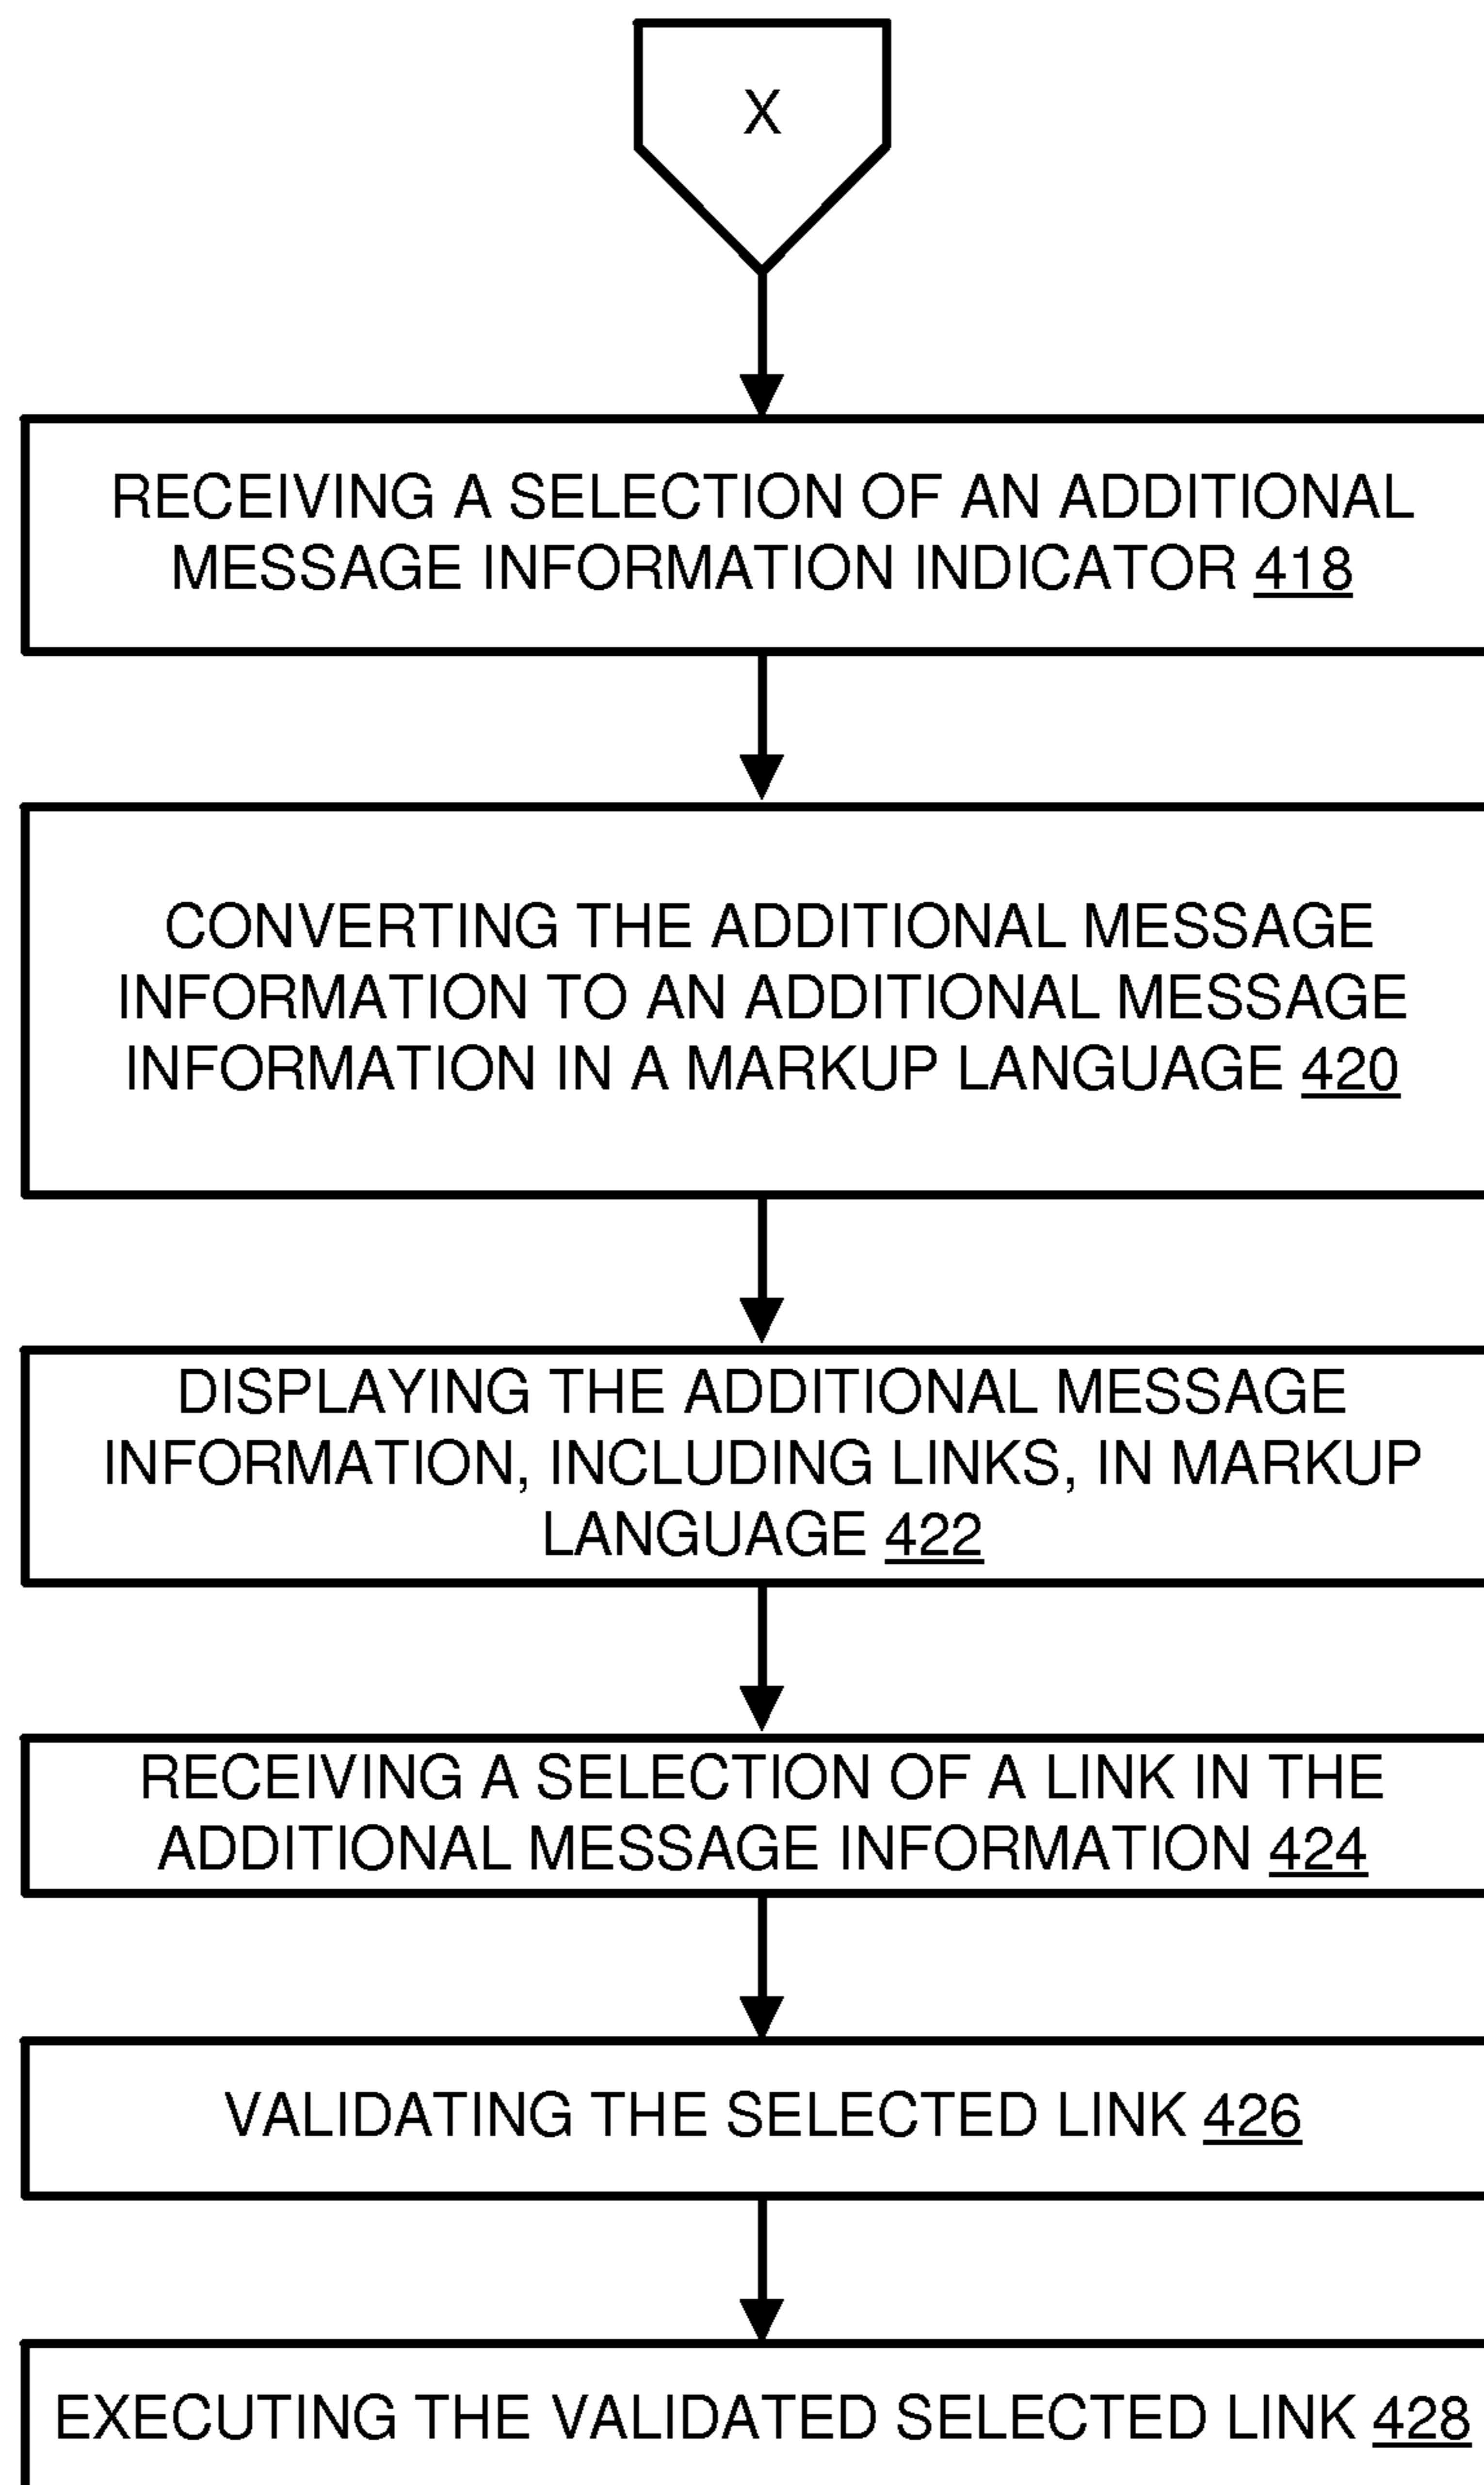 X
RECEIVING A SELECTION OF AN ADDITIONAL
MESSAGE INFORMATION INDICATOR 418
CONVERTING THE ADDITIONAL MESSAGE
INFORMATION TO AN ADDITIONAL MESSAGE
INFORMATION IN A MARKUP LANGUAGE 420
DISPLAYING THE ADDITIONAL MESSAGE
INFORMATION, INCLUDING LINKS, IN MARKUP
LANGUAGE 422
RECEIVING A SELECTION OF A LINK IN THE
ADDITIONAL MESSAGE INFORMATION 424
VALIDATING THE SELECTED LINK 426
EXECUTING THE VALIDATED SELECTED LINK 428